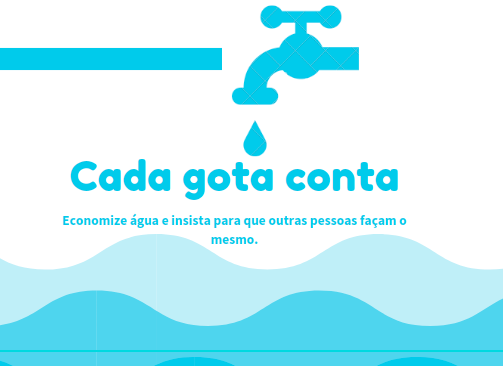 Cada gota conta
Economize água e insista para que outras pessoas façam o
mesmo.